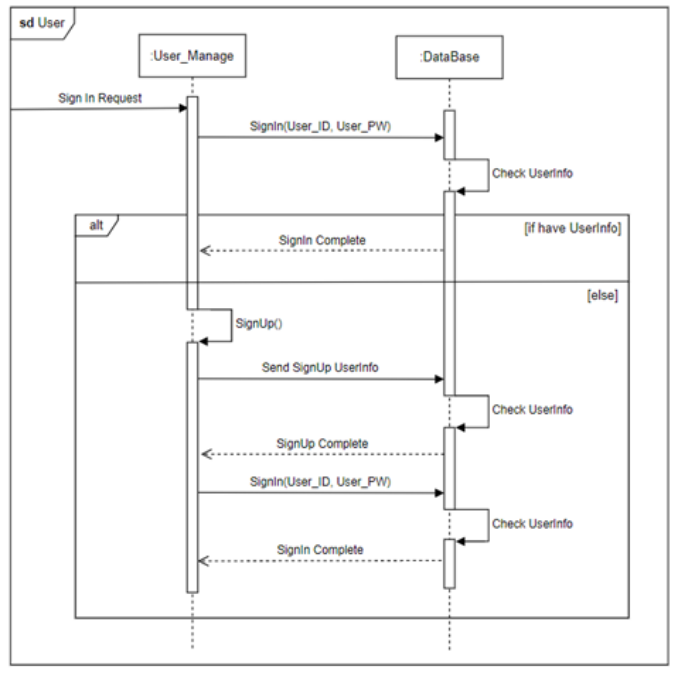 sd User
:User_Manage
:DataBase
Sign In Request
SignIn(User_ID, User_PW)
Check UserInfo
alt
[if have UserInfo]
SignIn Complete
[else]
SignUp()
Send SignUp UserInfo
Check UserInfo
SignUp Complete
SignIn(User_ID, User_PW)
Check UserInfo
SignIn Complete